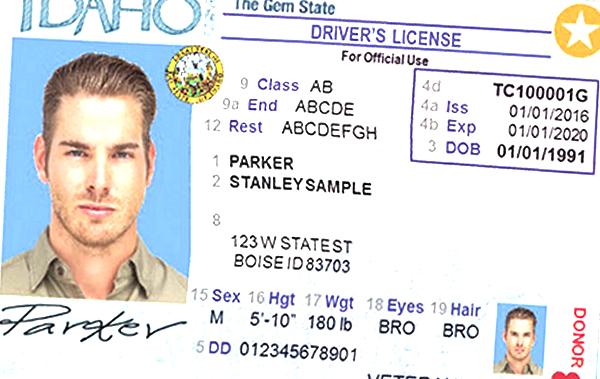 IDAHO
The Gem State
DRIVER'S LICENSE
For Official Use
9 Class AB
9a End ABCDE
12 Rest ABCDEFGH
4d TC100001G
4a Iss 01/01/2016
4b Exp 01/01/2020
3 DOB 01/01/1991
1 PARKER
2 STANLEY SAMPLE
8
123 W STATE ST
BOISE ID 83703
15 Sex 16 Hgt 17 Wgt 18 Eyes 19 Hair
M 5'-10" 180 lb BRO BRO
5 DD 012345678901
Parker
DONOR
VETERAN